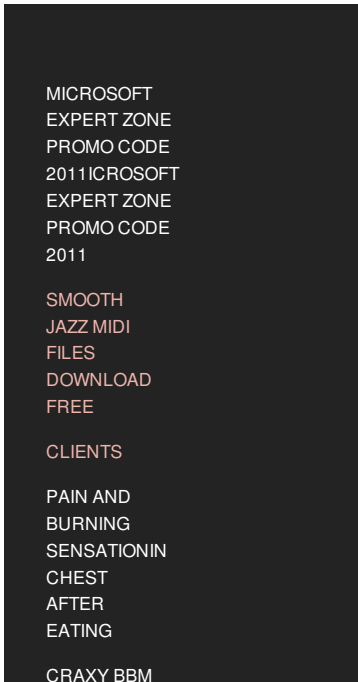 MICROSOFT
EXPERT ZONE
PROMO CODE
2011ICROSOFT
EXPERT ZONE
PROMO CODE
2011
SMOOTH
JAZZ MIDI
FILES
DOWNLOAD
FREE
CLIENTS
PAIN AND
BURNING
SENSATIONIN
CHEST
AFTER
EATING
CRAXY BBM